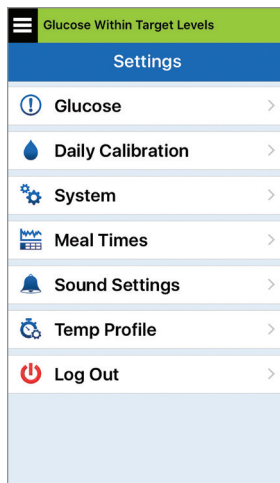 Glucose Within Target Levels
Settings
Glucose
Daily Calibration
System
Meal Times
Sound Settings
Temp Profile
Log Out